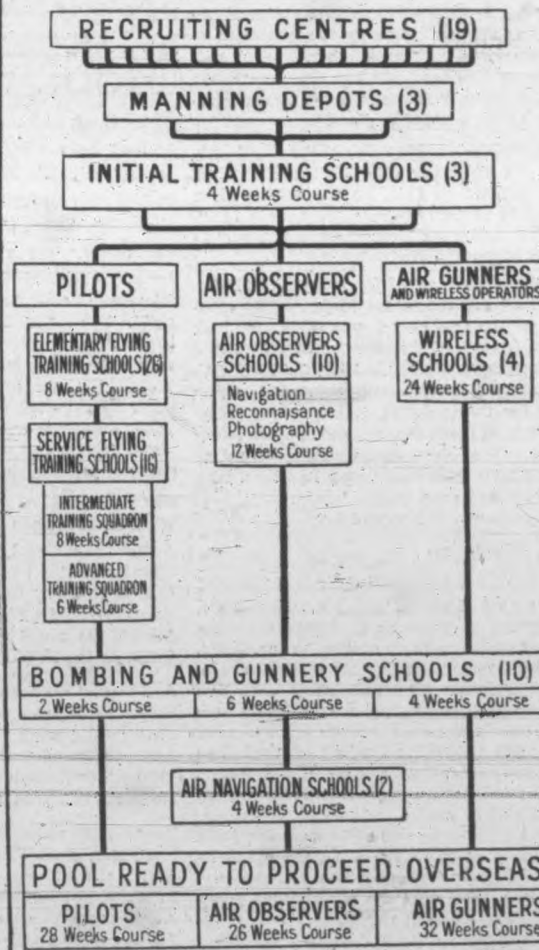 RECRUITING CENTRES (19)
MANNING DEPOTS (3)
INITIAL TRAINING SCHOOLS (3)
4 Weeks Course
PILOTS
AIR OBSERVERS
AIR GUNNERS
AND WIRELESS OPERATORS
ELEMENTARY FLYING
TRAINING SCHOOLS (26)
8 Weeks Course
SERVICE FLYING
TRAINING SCHOOLS (16)
INTERMEDIATE
TRAINING SQUADRON
8 Weeks Course
ADVANCED
TRAINING SQUADRON
6 Weeks Course
AIR OBSERVERS
SCHOOLS (10)
Navigation
Reconnaisance
Photography
12 Weeks Course
WIRELESS
SCHOOLS (4)
24 Weeks Course
BOMBING AND GUNNERY SCHOOLS (10)
2 Weeks Course
6 Weeks Course
4 Weeks Course
AIR NAVIGATION SCHOOLS (2)
4 Weeks Course
POOL READY TO PROCEED OVERSEAS
PILOTS
28 Weeks Course
AIR OBSERVERS
26 Weeks Course
AIR GUNNERS
32 Weeks Course